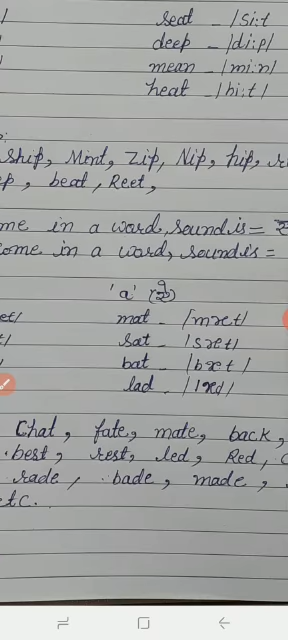 seat - /si:t
deep - /di:p/
mean - /mi:n/
heat - /hi:t/
Ship, Mint, Zip, Nip, hip,
beat, Reet,
me in a word, sound is =
ome in a word, sound is =
'a' (ऐ)
mat - /mæt/
sat - /sæt/
bat - /bæt/
lad - /læd/
Chat, fate, mate, back,
best, rest, led, Red,
rade, bade, made,
etc.